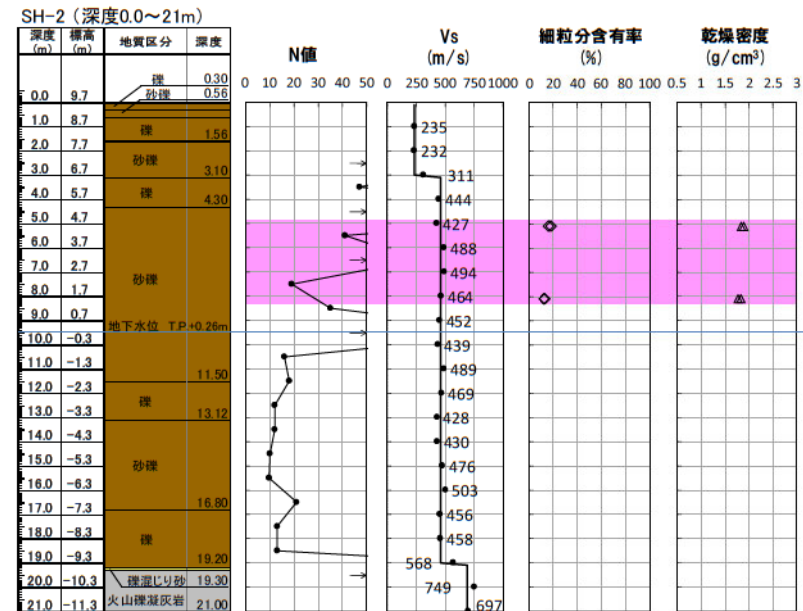 SH-2（深度0.0～21m）
深度(m) 標高(m) 地質区分 深度
N値
Vs (m/s)
細粒分含有率 (%)
乾燥密度 (g/cm³)
0 10 20 30 40 50
0 250 500 750 1000
0 20 40 60 80 100
0.5 1 1.5 2 2.5 3
礫 0.30
砂礫 0.56
0.0 9.7
1.0 8.7
礫 1.56
235
2.0 7.7
232
砂礫 3.10
3.0 6.7
311
4.0 5.7
礫 4.30
444
5.0 4.7
427
6.0 3.7
488
7.0 2.7
494
砂礫
8.0 1.7
464
9.0 0.7
452
地下水位 T.P.+0.26m
10.0 -0.3
439
11.0 -1.3
489
11.50
12.0 -2.3
469
礫 13.12
13.0 -3.3
428
14.0 -4.3
430
15.0 -5.3
砂礫
476
16.0 -6.3
503
16.80
17.0 -7.3
456
18.0 -8.3
礫
458
19.0 -9.3
19.20
568
20.0 -10.3
礫混じり砂 19.30
749
火山礫凝灰岩 21.00
21.0 -11.3
697